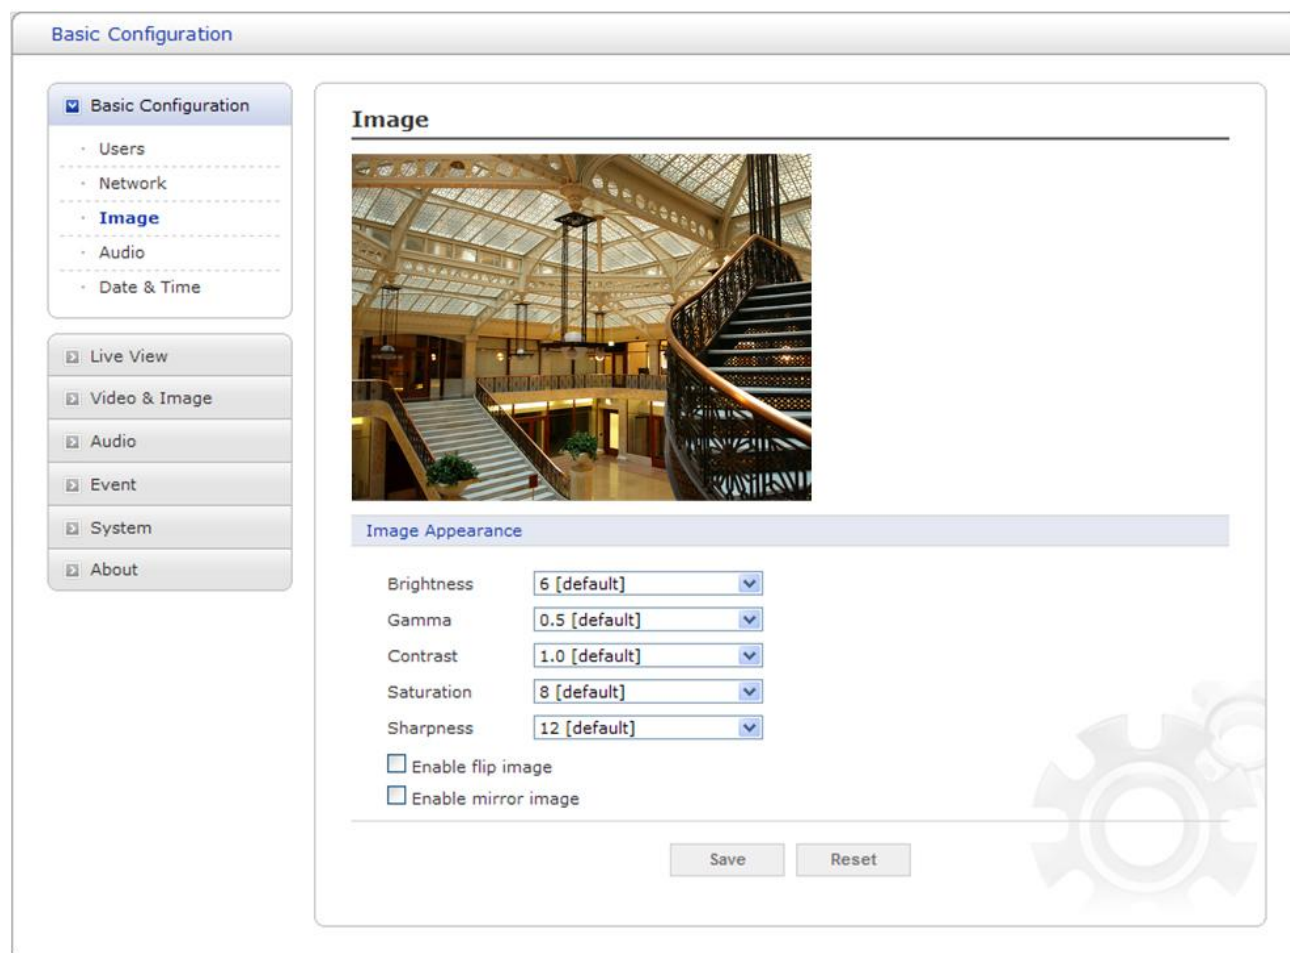 Basic Configuration
Basic Configuration
Users
Network
Image
Audio
Date & Time
Live View
Video & Image
Audio
Event
System
About
Image
Image Appearance
Brightness 6 [default]
Gamma 0.5 [default]
Contrast 1.0 [default]
Saturation 8 [default]
Sharpness 12 [default]
Enable flip image
Enable mirror image
Save Reset